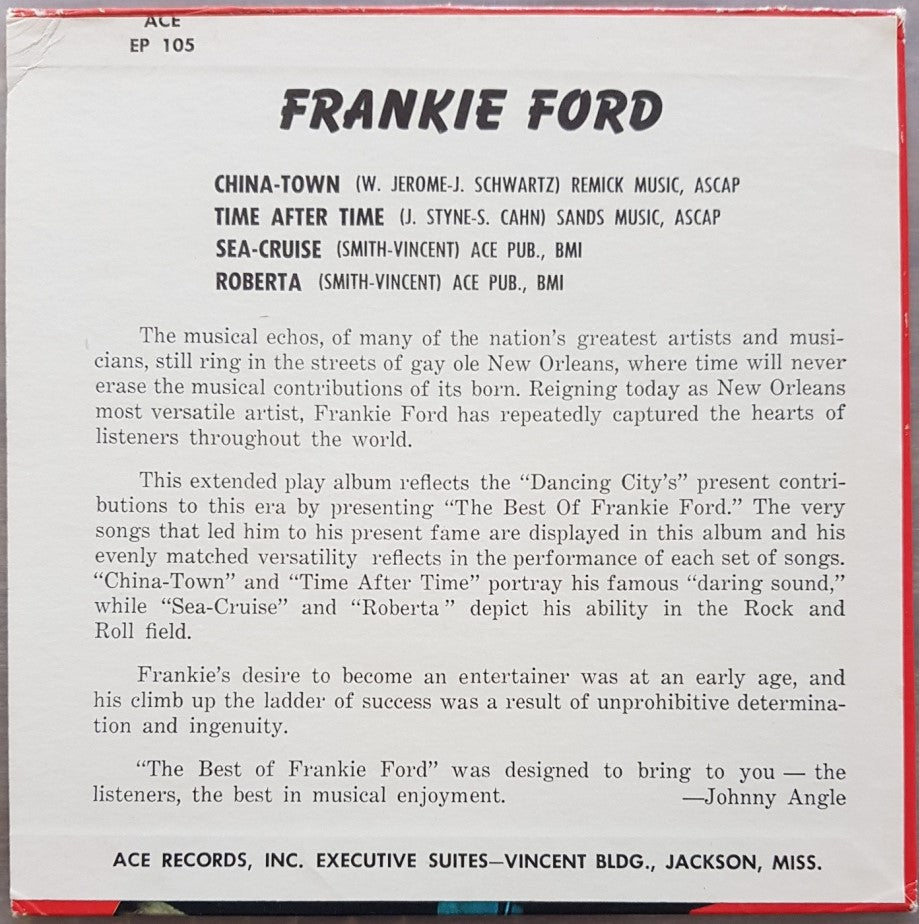 ACE
EP 105
FRANKIE FORD
CHINA-TOWN (W. JEROME-J. SCHWARTZ) REMICK MUSIC, ASCAP
TIME AFTER TIME (J. STYNE-S. CAHN) SANDS MUSIC, ASCAP
SEA-CRUISE (SMITH-VINCENT) ACE PUB., BMI
ROBERTA (SMITH-VINCENT) ACE PUB., BMI
The musical echos, of many of the nation's greatest artists and musi-
cians, still ring in the streets of gay ole New Orleans, where time will never
erase the musical contributions of its born. Reigning today as New Orleans
most versatile artist, Frankie Ford has repeatedly captured the hearts of
listeners throughout the world.
This extended play album reflects the “Dancing City's” present contri-
butions to this era by presenting “The Best Of Frankie Ford.” The very
songs that led him to his present fame are displayed in this album and his
evenly matched versatility reflects in the performance of each set of songs.
“China-Town” and “Time After Time” portray his famous “daring sound,”
while “Sea-Cruise” and “Roberta” depict his ability in the Rock and
Roll field.
Frankie's desire to become an entertainer was at an early age, and
his climb up the ladder of success was a result of unprohibitive determina-
tion and ingenuity.
“The Best of Frankie Ford” was designed to bring to you — the
listeners, the best in musical enjoyment. —Johnny Angle
ACE RECORDS, INC. EXECUTIVE SUITES—VINCENT BLDG., JACKSON, MISS.